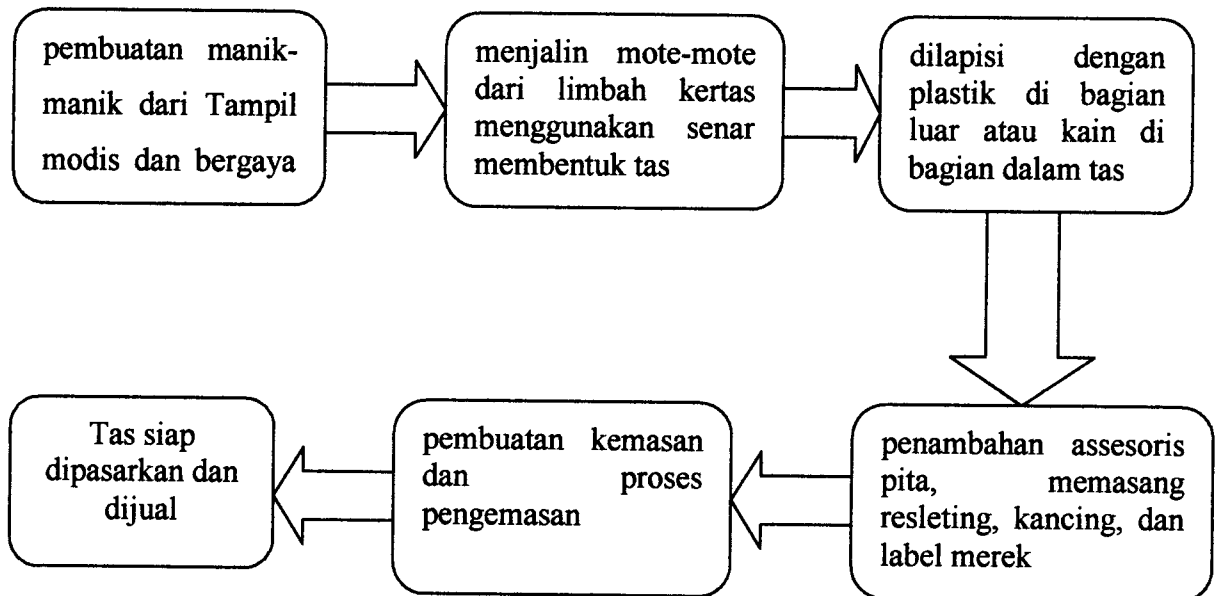 pembuatan manik-
manik dari Tampil
modis dan bergaya
menjalin mote-mote
dari limbah kertas
menggunakan senar
membentuk tas
dilapisi dengan
plastik di bagian
luar atau kain di
bagian dalam tas
penambahan assesoris
pita, memasang
resleting, kancing, dan
label merek
pembuatan kemasan
dan proses
pengemasan
Tas siap
dipasarkan dan
dijual